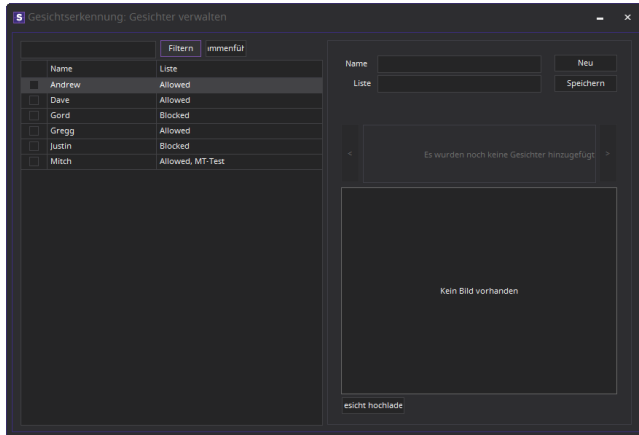 S Gesichtserkennung: Gesichter verwalten
Filtern mmenfüh
Name Liste
Andrew Allowed
Dave Allowed
Gord Blocked
Gregg Allowed
Justin Blocked
Mitch Allowed, MT-Test
Name Neu
Liste Speichern
< Es wurden noch keine Gesichter hinzugefügt >
Kein Bild vorhanden
esicht hochlade